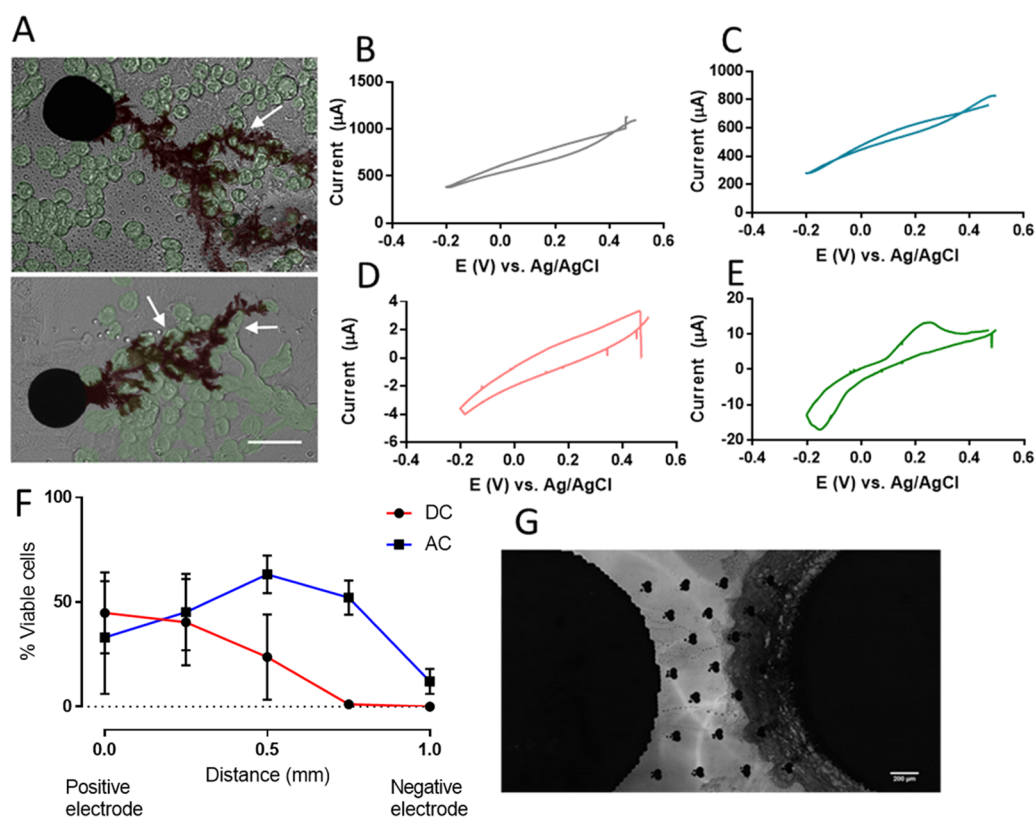 A
B
1500
1000
500
0
Current (µA)
-0.4 -0.2 0.0 0.2 0.4 0.6
E (V) vs. Ag/AgCl
C
1000
800
600
400
200
0
Current (µA)
-0.4 -0.2 0.0 0.2 0.4 0.6
E (V) vs. Ag/AgCl
D
4
2
0
-2
-4
-6
Current (µA)
-0.4 -0.2 0.0 0.2 0.4 0.6
E (V) vs. Ag/AgCl
E
20
10
0
-10
-20
Current (µA)
-0.4 -0.2 0.0 0.2 0.4 0.6
E (V) vs. Ag/AgCl
F
100
50
0
% Viable cells
DC
AC
0.0 0.5 1.0
Distance (mm)
Positive
electrode
Negative
electrode
G
200 µm